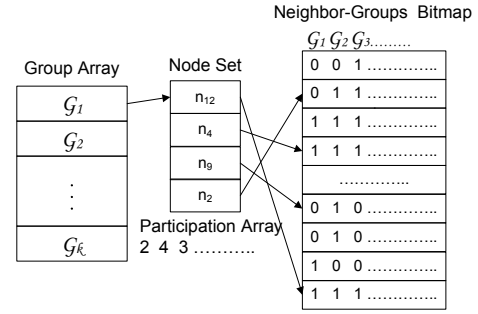 Neighbor-Groups Bitmap
G1 G2 G3.........
Group Array
Node Set
G1
G2
⋮
Gk
n12
n4
n9
n2
Participation Array
2 4 3 ...........
0 0 1 ..............
0 1 1 ..............
1 1 1 ..............
1 1 1 ..............
..............
0 1 0 ..............
0 1 0 ..............
1 0 0 ..............
1 1 1 ..............